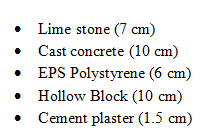 • Lime stone (7 cm)
• Cast concrete (10 cm)
• EPS Polystyrene (6 cm)
• Hollow Block (10 cm)
• Cement plaster (1.5 cm)